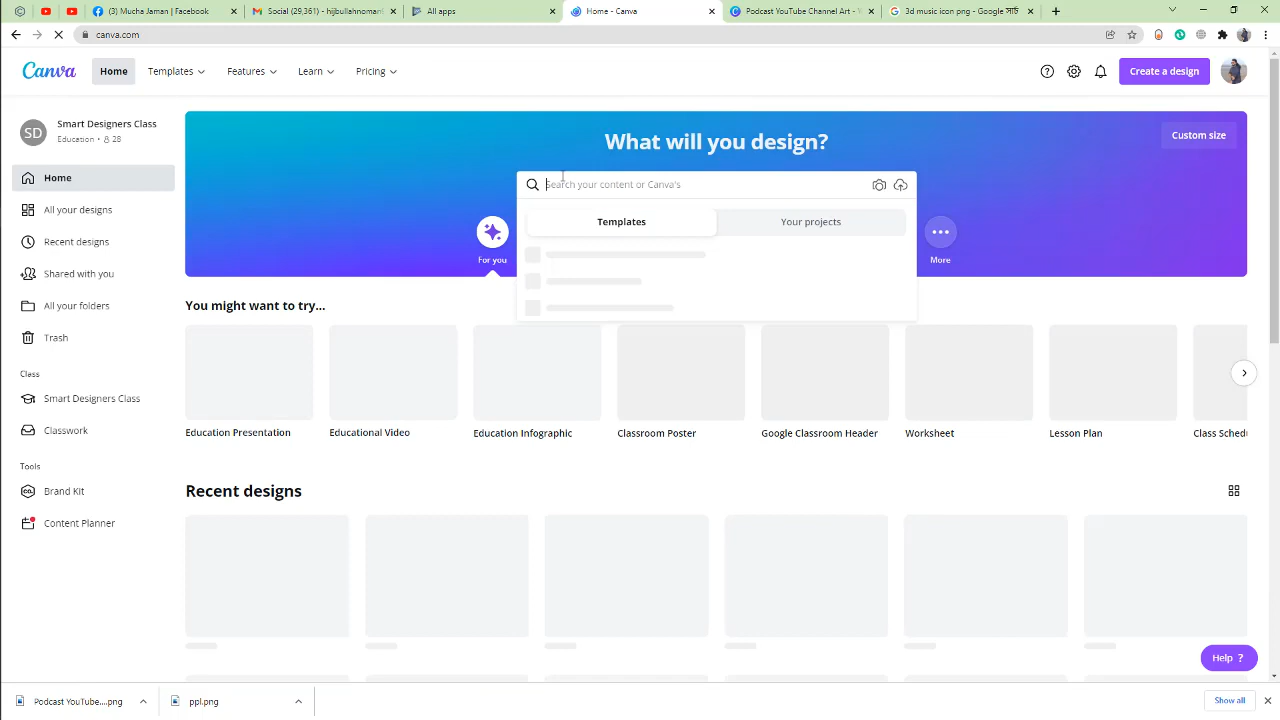 (3) Mucha Jaman | Facebook
Social (29,361) - hijbullahnoman
All apps
Home - Canva
Podcast YouTube Channel Art -
3d music icon png - Google
canva.com
Canva
Home
Templates
Features
Learn
Pricing
Create a design
SD
Smart Designers Class
Education • 28
What will you design?
Custom size
Search your content or Canva's
Templates
Your projects
For you
More
Home
All your designs
Recent designs
Shared with you
All your folders
Trash
Class
Smart Designers Class
Classwork
Tools
Brand Kit
Content Planner
You might want to try...
Education Presentation
Educational Video
Education Infographic
Classroom Poster
Google Classroom Header
Worksheet
Lesson Plan
Class Sched
Recent designs
Help ?
Podcast YouTube....png
ppl.png
Show all